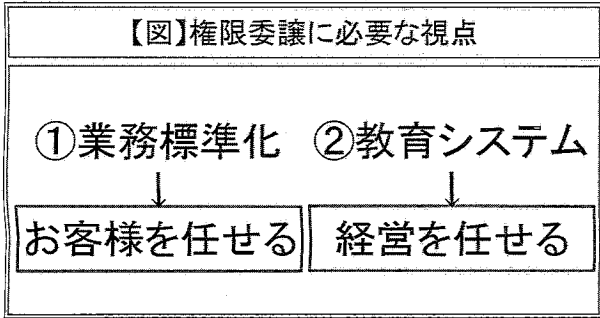 【図】権限委譲に必要な視点
①業務標準化 ②教育システム
↓ ↓
お客様を任せる 経営を任せる